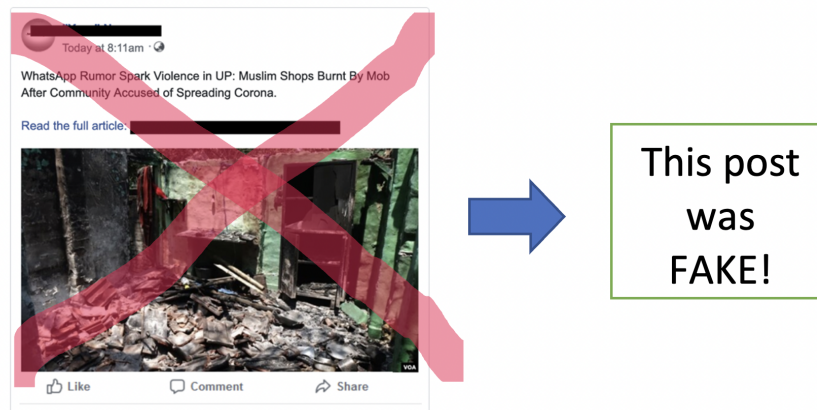 Today at 8:11am ·
WhatsApp Rumor Spark Violence in UP: Muslim Shops Burnt By Mob
After Community Accused of Spreading Corona.
Read the full article:
VOA
Like Comment Share
This post
was
FAKE!